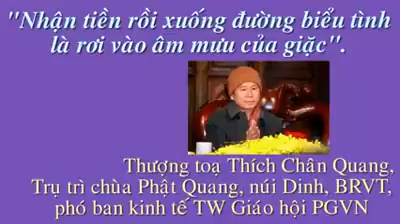 "Nhận tiền rồi xuống đường biểu tình
là rơi vào âm mưu của giặc".
Thượng toạ Thích Chân Quang,
Trụ trì chùa Phật Quang, núi Dinh, BRVT,
phó ban kinh tế TW Giáo hội PGVN